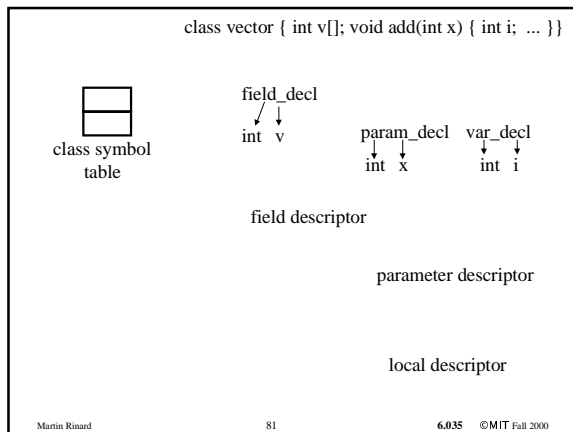 class vector { int v[]; void add(int x) { int i; ... }}
field_decl
int v
class symbol
table
param_decl var_decl
int x int i
field descriptor
parameter descriptor
local descriptor
Martin Rinard 81 6.035 ©MIT Fall 2000